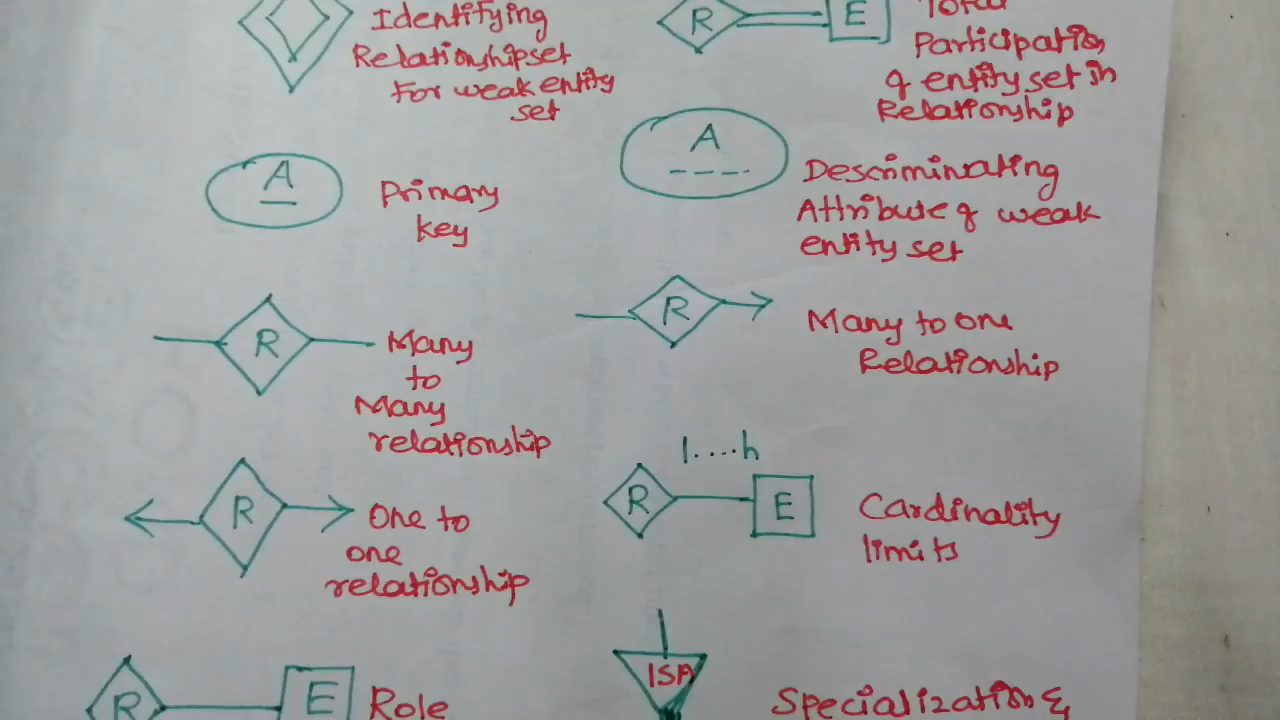 Identifying
Relationshipset
For weak entity
set
R
E
Total
Participation
of entity set in
Relationship
A
Primary
key
A
Descriminating
Attribute of weak
entity set
R
Many
to
Many
relationship
R
Many to one
Relationship
R
One to
one
relationship
1....h
R
E
Cardinality
limits
R
E
Role
ISA
Specialization &